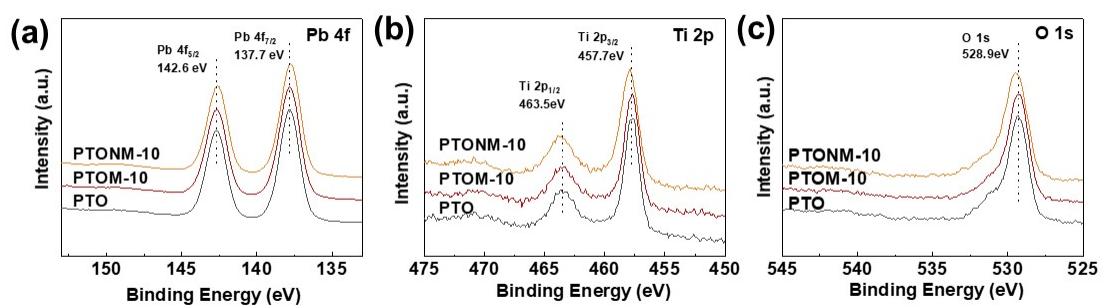 (a)
Pb 4f
Pb 4f5/2
142.6 eV
Pb 4f7/2
137.7 eV
PTONM-10
PTOM-10
PTO
Intensity (a.u.)
150
145
140
135
Binding Energy (eV)
(b)
Ti 2p
Ti 2p3/2
457.7eV
Ti 2p1/2
463.5eV
PTONM-10
PTOM-10
PTO
Intensity (a.u.)
475
470
465
460
455
450
Binding Energy (eV)
(c)
O 1s
O 1s
528.9eV
PTONM-10
PTOM-10
PTO
Intensity (a.u.)
545
540
535
530
525
Binding Energy (eV)